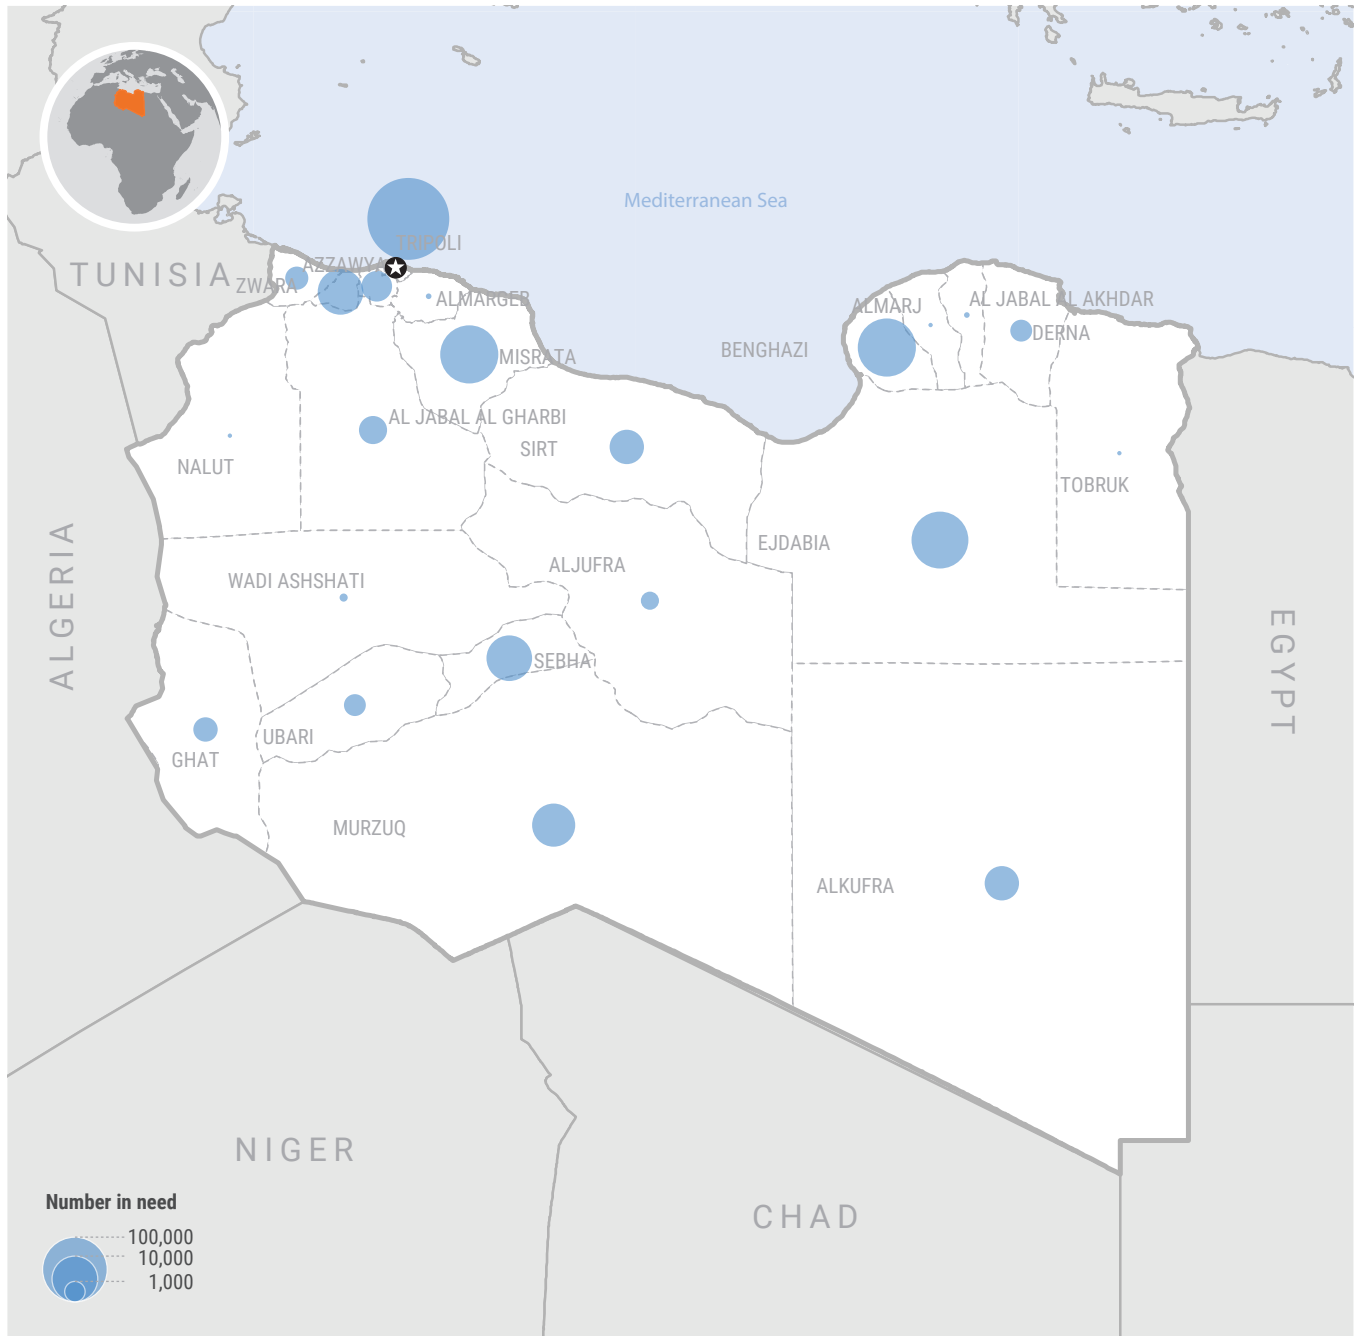 Mediterranean Sea
TRIPOLI
TUNISIA
AZZAWYA
ZWARA
ALMARGEB
ALMARJ
AL JABAL AL AKHDAR
DERNA
BENGHAZI
MISRATA
AL JABAL AL GHARBI
SIRT
NALUT
TOBRUK
EJDABIA
ALJUFRA
WADI ASHSHATI
ALGERIA
EGYPT
SEBHA
UBARI
GHAT
MURZUQ
ALKUFRA
NIGER
CHAD
Number in need
100,000
10,000
1,000